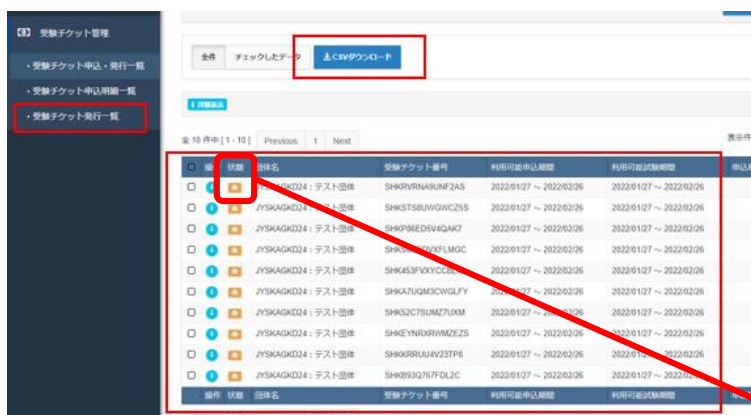 受験チケット管理
・受験チケット申込・発行一覧
・受験チケット申込明細一覧
・受験チケット発行一覧
全件 チェックしたデータ CSVダウンロード
詳細表示
全 10 件中 [ 1 - 10 ] Previous 1 Next
表示件
操作 状態 団体名 受験チケット番号 利用可能申込期間 利用可能試験期間
JYSKAGKD24：テスト団体 SHKRVRNA9UNF2AS 2022/01/27 ～ 2022/02/26 2022/01/27 ～ 2022/02/26
JYSKAGKD24：テスト団体 SHKSTS8UWGWCZ5S 2022/01/27 ～ 2022/02/26 2022/01/27 ～ 2022/02/26
JYSKAGKD24：テスト団体 SHKP86ED5V4QAK7 2022/01/27 ～ 2022/02/26 2022/01/27 ～ 2022/02/26
JYSKAGKD24：テスト団体 2022/01/27 ～ 2022/02/26 2022/01/27 ～ 2022/02/26
JYSKAGKD24：テスト団体 2022/01/27 ～ 2022/02/26 2022/01/27 ～ 2022/02/26
JYSKAGKD24：テスト団体 SHKA7UQM3CWGLFY 2022/01/27 ～ 2022/02/26 2022/01/27 ～ 2022/02/26
JYSKAGKD24：テスト団体 SHK52C7SUMZ7UXM 2022/01/27 ～ 2022/01/27 ～ 2022/02/26
JYSKAGKD24：テスト団体 SHKEYNRXRWMZEZS 2022/01/27 ～ 2022/02/26 2022/01/27 ～ 2022/02/26
JYSKAGKD24：テスト団体 SHKKRRUU4V23TP8 2022/01/27 ～ 2022/02/26 ～ 2022/02/26
JYSKAGKD24：テスト団体 SHKB93Q767FDL2C 2022/01/27 ～ 2022/02/26 2022/01/27 ～
操作 状態 団体名 受験チケット番号 利用可能申込期間 利用可能試験期間